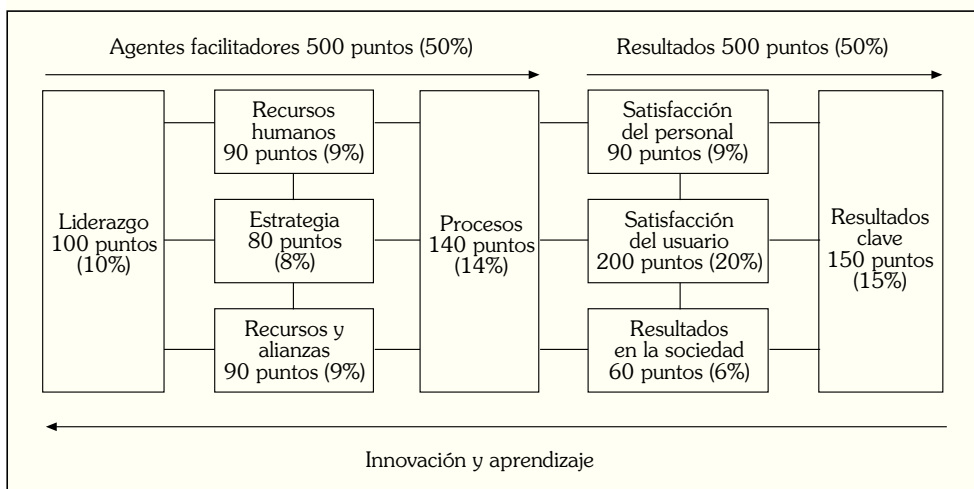 Agentes facilitadores 500 puntos (50%)
Resultados 500 puntos (50%)
Liderazgo
100 puntos
(10%)
Recursos
humanos
90 puntos (9%)
Estrategia
80 puntos
(8%)
Recursos y
alianzas
90 puntos (9%)
Procesos
140 puntos
(14%)
Satisfacción
del personal
90 puntos (9%)
Satisfacción
del usuario
200 puntos (20%)
Resultados
en la sociedad
60 puntos (6%)
Resultados
clave
150 puntos
(15%)
Innovación y aprendizaje